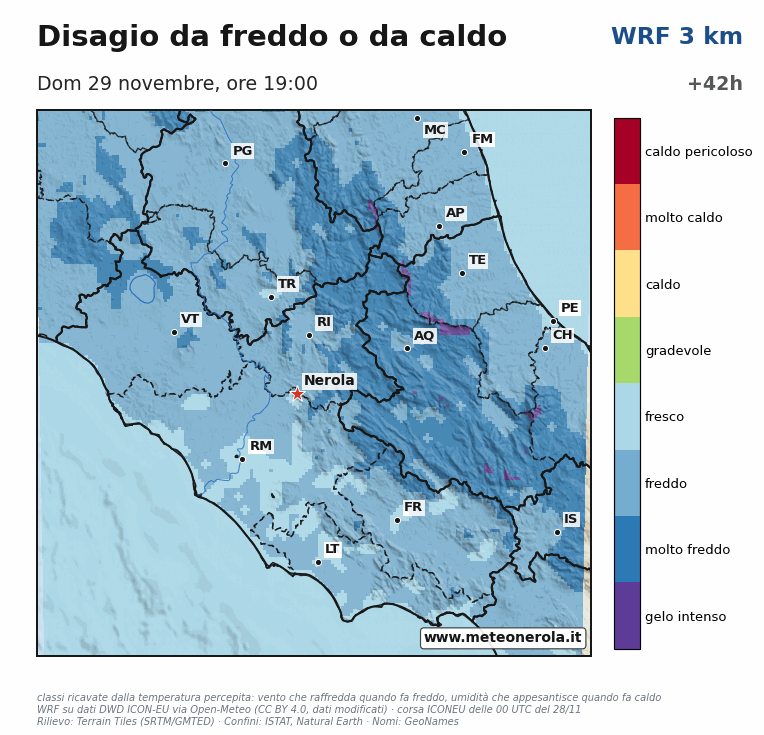 Disagio da freddo o da caldo
WRF 3 km
Dom 29 novembre, ore 19:00
+42h
MC
FM
PG
AP
TE
TR
PE
VT
RI
AQ
CH
Nerola
RM
FR
IS
LT
www.meteonerola.it
caldo pericoloso
molto caldo
caldo
gradevole
fresco
freddo
molto freddo
gelo intenso
classi ricavate dalla temperatura percepita: vento che raffredda quando fa freddo, umidità che appesantisce quando fa caldo
WRF su dati DWD ICON-EU via Open-Meteo (CC BY 4.0, dati modificati) · corsa ICONEU delle 00 UTC del 28/11
Rilievo: Terrain Tiles (SRTM/GMTED) · Confini: ISTAT, Natural Earth · Nomi: GeoNames